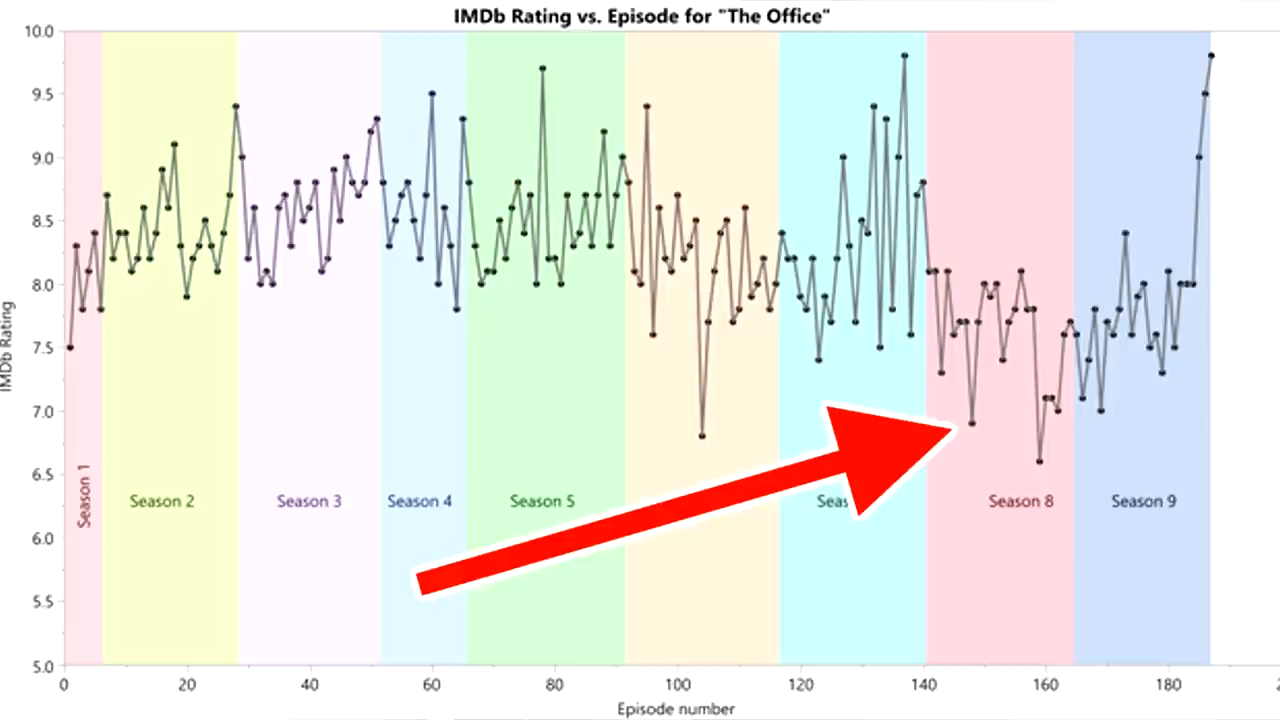 IMDb Rating vs. Episode for "The Office"
10.0
9.5
9.0
8.5
8.0
7.5
7.0
6.5
6.0
5.5
5.0
IMDb Rating
Season 1
Season 2
Season 3
Season 4
Season 5
Season 8
Season 9
0
20
40
60
80
100
120
140
160
180
Episode number